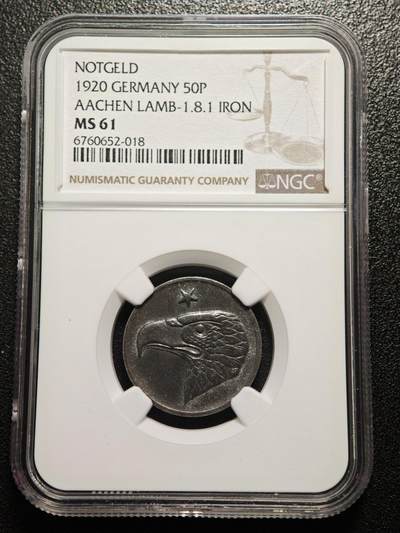 NOTGELD
1920 GERMANY 50P
AACHEN LAMB-1.8.1 IRON
MS 61
6760652-018
NUMISMATIC GUARANTY COMPANY NGC